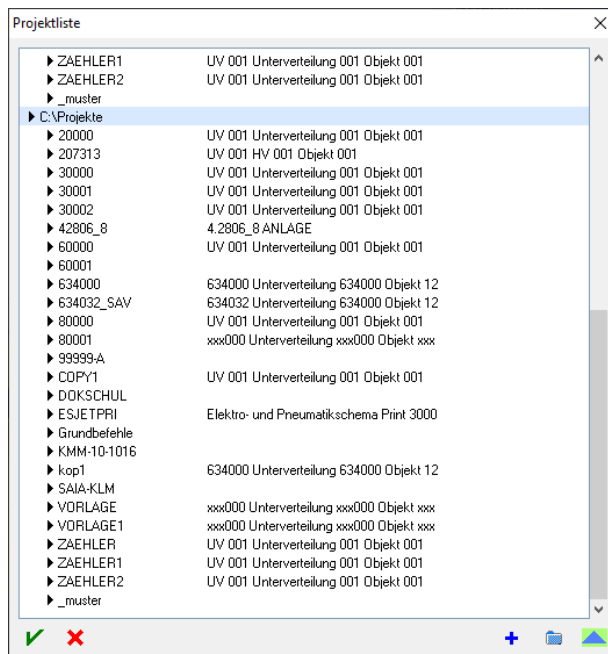 Projektliste
ZAEHLER1 UV 001 Unterverteilung 001 Objekt 001
ZAEHLER2 UV 001 Unterverteilung 001 Objekt 001
_muster
C:\Projekte
20000 UV 001 Unterverteilung 001 Objekt 001
207313 UV 001 HV 001 Objekt 001
30000 UV 001 Unterverteilung 001 Objekt 001
30001 UV 001 Unterverteilung 001 Objekt 001
30002 UV 001 Unterverteilung 001 Objekt 001
42806_8 4.2806_8 ANLAGE
60000 UV 001 Unterverteilung 001 Objekt 001
60001
634000 634000 Unterverteilung 634000 Objekt 12
634032_SAV 634032 Unterverteilung 634000 Objekt 12
80000 UV 001 Unterverteilung 001 Objekt 001
80001 xxx000 Unterverteilung xxx000 Objekt xxx
99999-A
COPY1 UV 001 Unterverteilung 001 Objekt 001
DOKSCHUL
ESJETPRI Elektro- und Pneumatikschema Print 3000
Grundbefehle
KMM-10-1016
kop1 634000 Unterverteilung 634000 Objekt 12
SAIA-KLM
VORLAGE xxx000 Unterverteilung xxx000 Objekt xxx
VORLAGE1 xxx000 Unterverteilung xxx000 Objekt xxx
ZAEHLER UV 001 Unterverteilung 001 Objekt 001
ZAEHLER1 UV 001 Unterverteilung 001 Objekt 001
ZAEHLER2 UV 001 Unterverteilung 001 Objekt 001
_muster